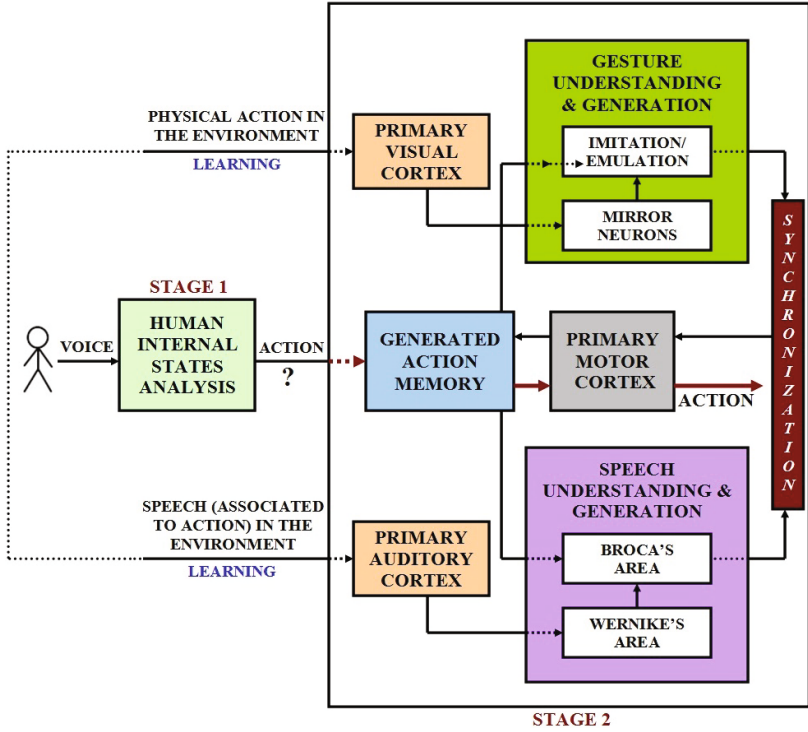 GESTURE
UNDERSTANDING
& GENERATION
PHYSICAL ACTION IN
THE ENVIRONMENT
LEARNING
PRIMARY
VISUAL
CORTEX
IMITATION/
EMULATION
MIRROR
NEURONS
STAGE 1
VOICE
HUMAN
INTERNAL
STATES
ANALYSIS
ACTION
?
GENERATED
ACTION
MEMORY
PRIMARY
MOTOR
CORTEX
ACTION
SYNCHRONIZATION
SPEECH (ASSOCIATED
TO ACTION) IN THE
ENVIRONMENT
LEARNING
PRIMARY
AUDITORY
CORTEX
SPEECH
UNDERSTANDING &
GENERATION
BROCA'S
AREA
WERNIKE'S
AREA
STAGE 2